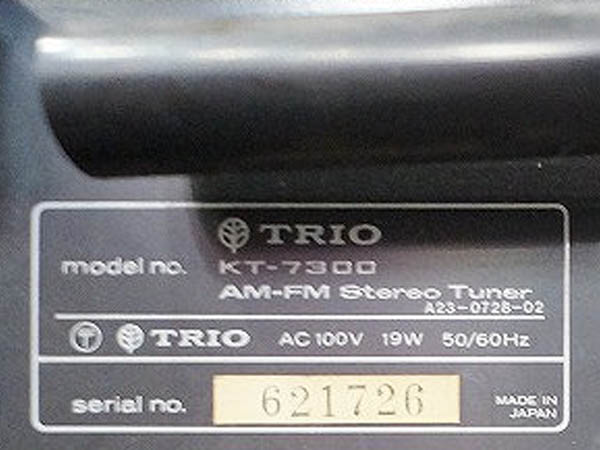 TRIO
model no. KT-7300
AM-FM Stereo Tuner
A23-0728-02
T TRIO AC 100V 19W 50/60Hz
serial no. 621726 MADE IN
JAPAN